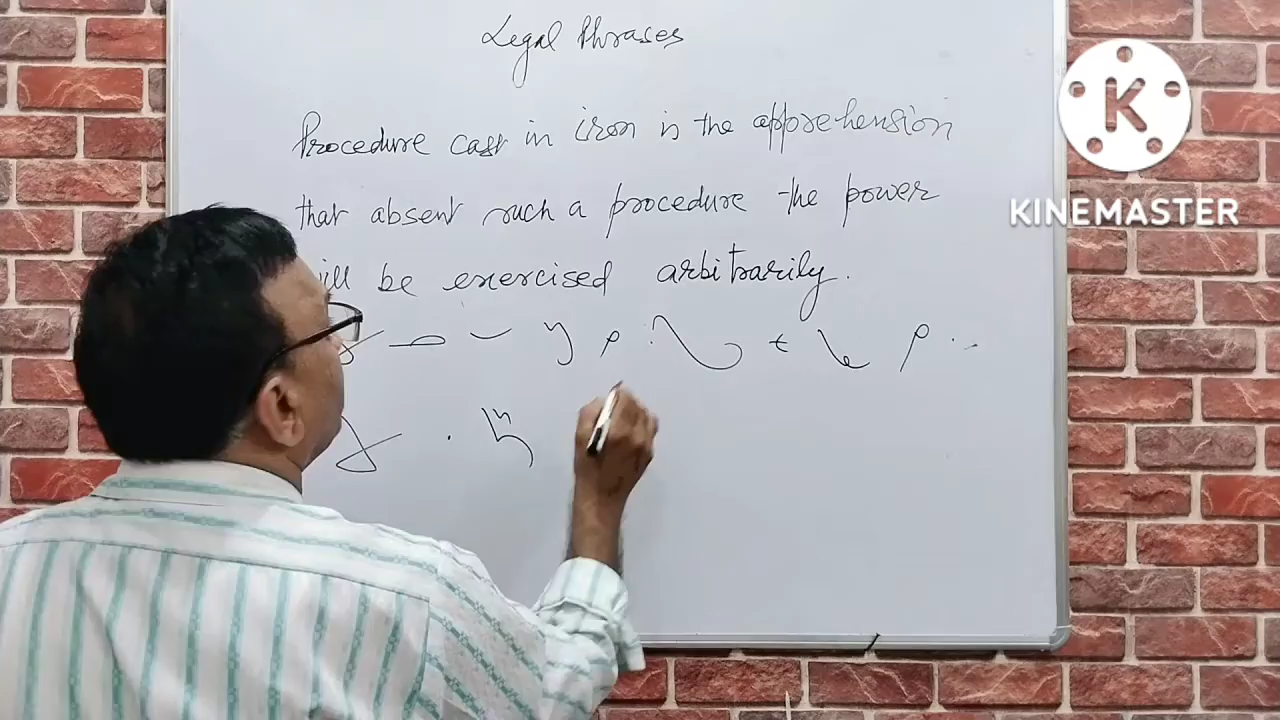 Legal Phrases
Procedure cast in iron is the apprehension
that absent such a procedure the power
will be exercised arbitrarily.
K
KINEMASTER